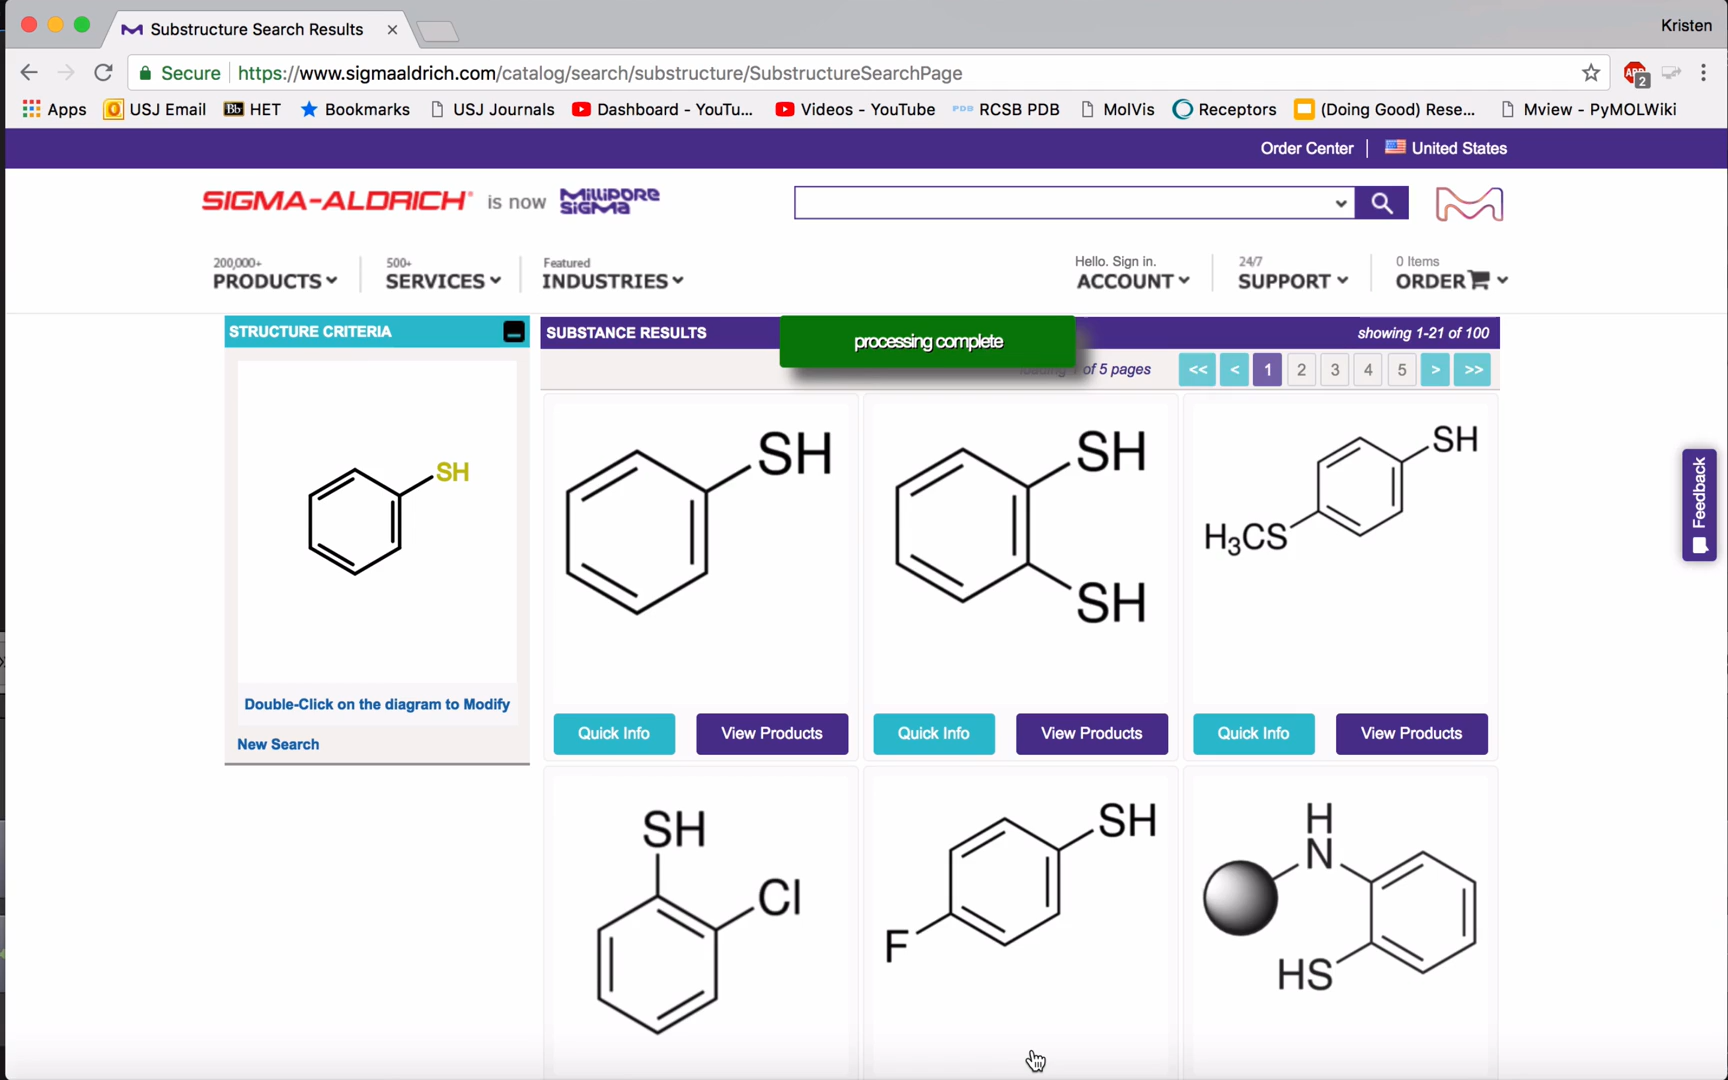 Substructure Search Results
Kristen
Secure https://www.sigmaaldrich.com/catalog/search/substructure/SubstructureSearchPage
2
Apps USJ Email Bb HET Bookmarks USJ Journals Dashboard - YouTu... Videos - YouTube PDB RCSB PDB MolVis Receptors (Doing Good) Rese... Mview - PyMOLWiki
Order Center United States
SIGMA-ALDRICH® is now MILLIPORE
SIGMA
200,000+
PRODUCTS
500+
SERVICES
Featured
INDUSTRIES
Hello. Sign in.
ACCOUNT
24/7
SUPPORT
0 Items
ORDER
STRUCTURE CRITERIA
SH
Double-Click on the diagram to Modify
New Search
SUBSTANCE RESULTS
processing complete
showing 1-21 of 100
of 5 pages
<< < 1 2 3 4 5 > >>
SH
SH
SH
SH
H3CS
Quick Info View Products
Quick Info View Products
Quick Info View Products
SH
Cl
SH
F
H
N
HS
Feedback